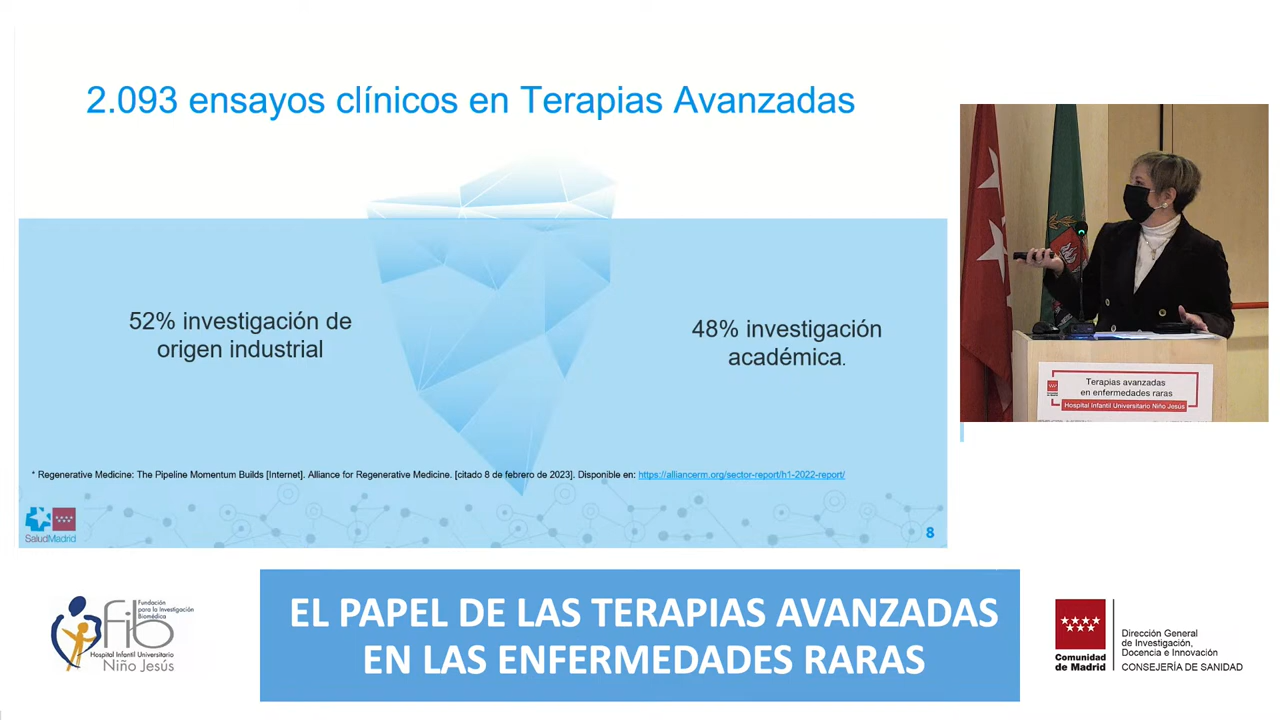 2.093 ensayos clínicos en Terapias Avanzadas
52% investigación de
origen industrial
48% investigación
académica.
* Regenerative Medicine: The Pipeline Momentum Builds [Internet]. Alliance for Regenerative Medicine. [citado 8 de febrero de 2023]. Disponible en: https://alliancerm.org/sector-report/h1-2022-report/
SaludMadrid
8
Terapias avanzadas
en enfermedades raras
Hospital Infantil Universitario Niño Jesús
fib
Fundación
para la Investigación
Biomédica
Hospital Infantil Universitario
Niño Jesús
EL PAPEL DE LAS TERAPIAS AVANZADAS
EN LAS ENFERMEDADES RARAS
Comunidad
de Madrid
Dirección General
de Investigación,
Docencia e Innovación
CONSEJERÍA DE SANIDAD